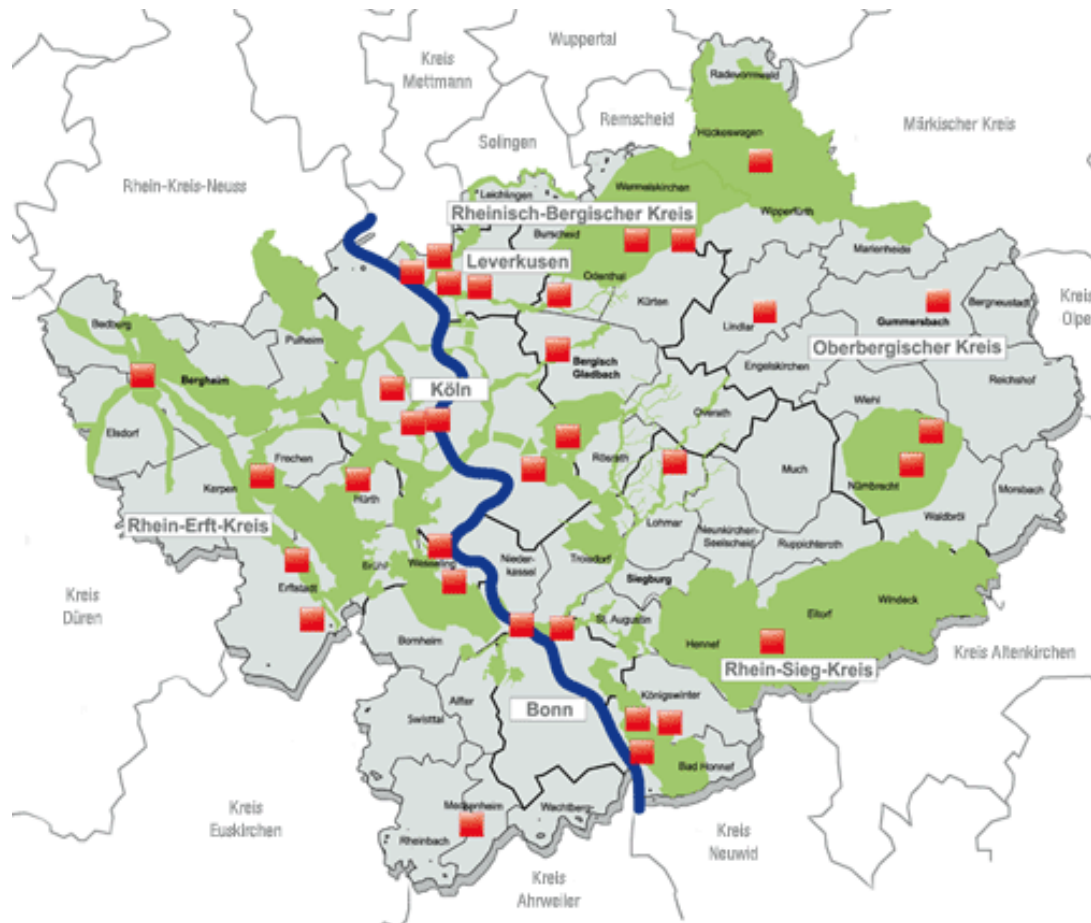 Wuppertal
Kreis
Mettmann
Radevormwald
Remscheid
Märkischer Kreis
Hückeswagen
Solingen
Rhein-Kreis-Neuss
Leichlingen
Wermelskirchen
Rheinisch-Bergischer Kreis
Wipperfürth
Burscheid
Marienheide
Leverkusen
Odenthal
Kürten
Kreis
Olpe
Bergneustadt
Lindlar
Gummersbach
Bedburg
Pulheim
Oberbergischer Kreis
Bergisch
Gladbach
Engelskirchen
Bergheim
Reichshof
Köln
Wiehl
Overath
Elsdorf
Frechen
Rösrath
Much
Nümbrecht
Morsbach
Kerpen
Hürth
Waldbröl
Rhein-Erft-Kreis
Lohmar
Neunkirchen-
Seelscheid
Ruppichteroth
Wesseling
Nieder-
kassel
Troisdorf
Brühl
Siegburg
Erftstadt
Kreis
Düren
Windeck
Eitorf
St. Augustin
Bornheim
Hennef
Kreis Altenkirchen
Rhein-Sieg-Kreis
Königswinter
Alfter
Bonn
Swisttal
Bad Honnef
Meckenheim
Wachtberg
Kreis
Euskirchen
Rheinbach
Kreis
Neuwid
Kreis
Ahrweiler